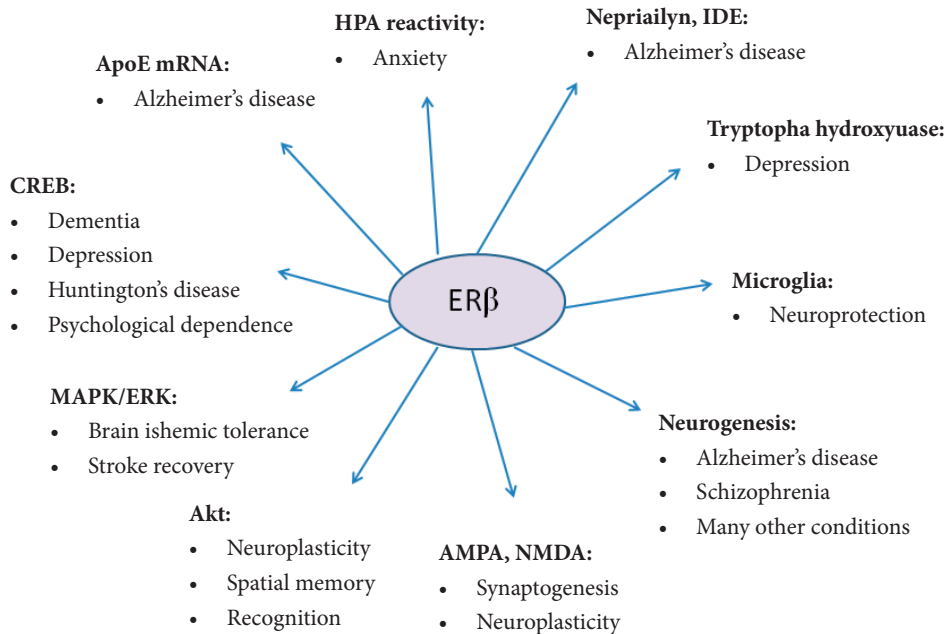 HPA reactivity:
• Anxiety
Nepriailyn, IDE:
• Alzheimer's disease
ApoE mRNA:
• Alzheimer's disease
Tryptopha hydroxyuase:
• Depression
CREB:
• Dementia
• Depression
• Huntington's disease
• Psychological dependence
ERβ
Microglia:
• Neuroprotection
MAPK/ERK:
• Brain ishemic tolerance
• Stroke recovery
Neurogenesis:
• Alzheimer's disease
• Schizophrenia
• Many other conditions
Akt:
• Neuroplasticity
• Spatial memory
• Recognition
AMPA, NMDA:
• Synaptogenesis
• Neuroplasticity